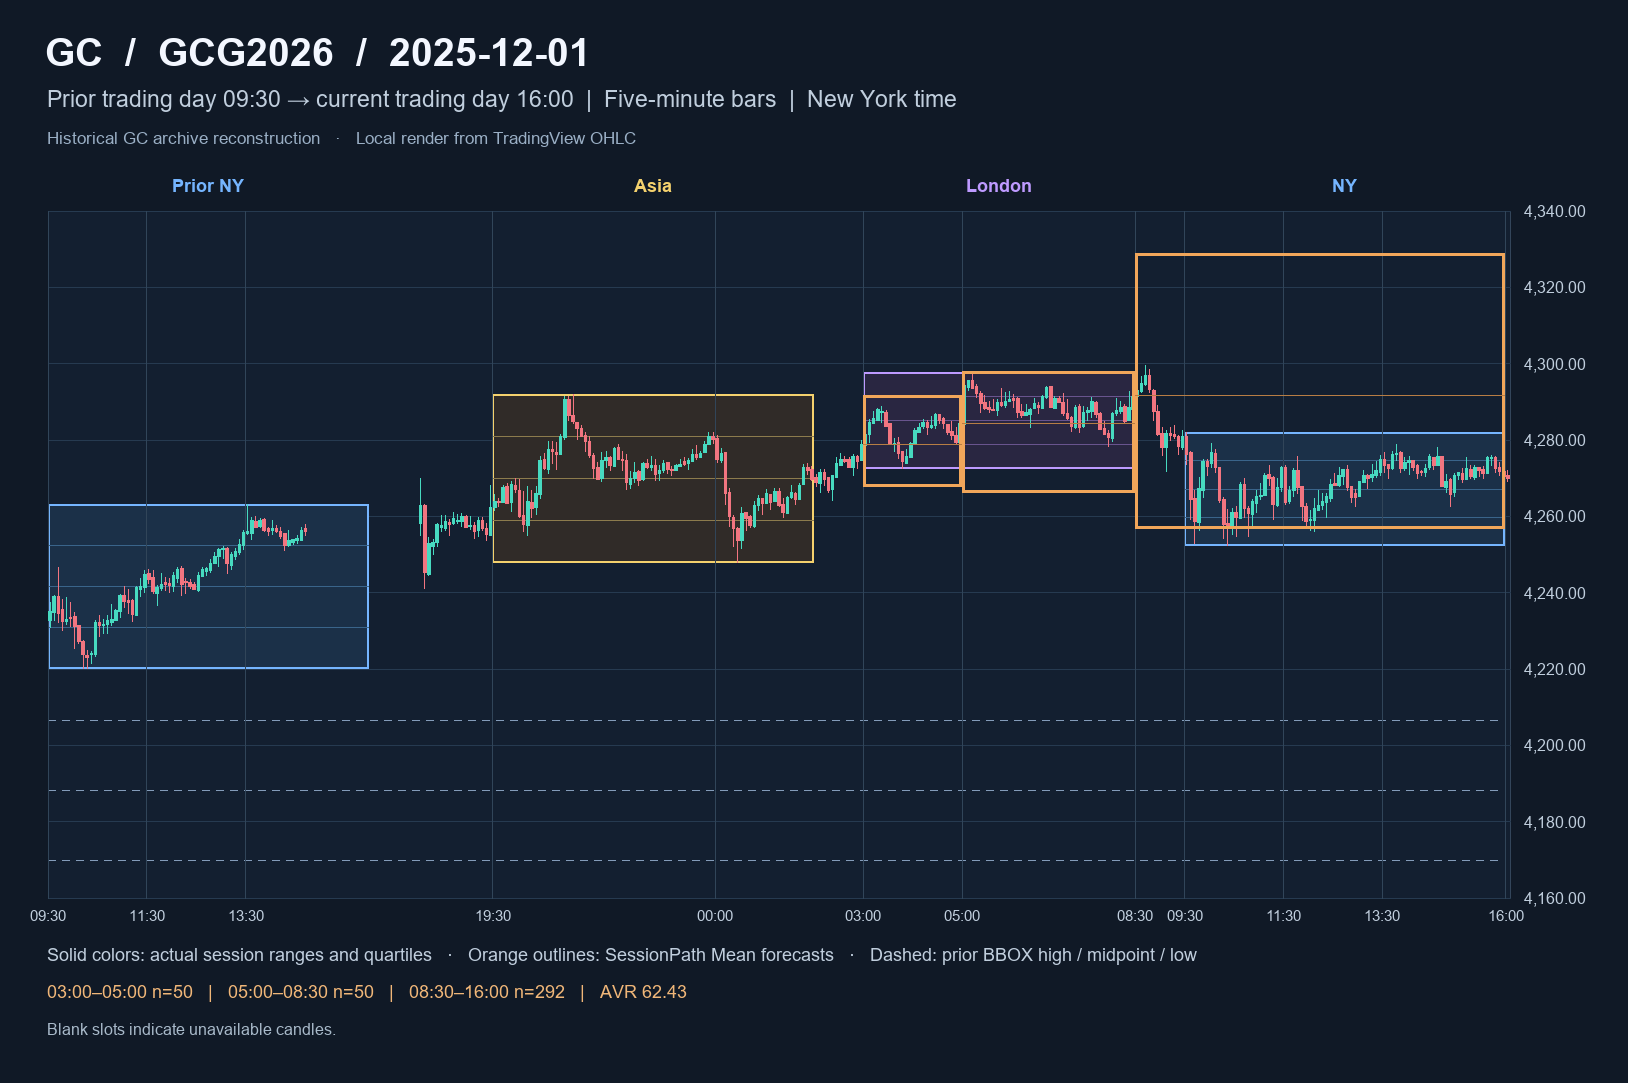 GC / GCG2026 / 2025-12-01
Prior trading day 09:30 → current trading day 16:00 | Five-minute bars | New York time
Historical GC archive reconstruction · Local render from TradingView OHLC
Prior NY Asia London NY
4,340.00
4,320.00
4,300.00
4,280.00
4,260.00
4,240.00
4,220.00
4,200.00
4,180.00
4,160.00
09:30 11:30 13:30 19:30 00:00 03:00 05:00 08:30 09:30 11:30 13:30 16:00
Solid colors: actual session ranges and quartiles · Orange outlines: SessionPath Mean forecasts · Dashed: prior BBOX high / midpoint / low
03:00–05:00 n=50 | 05:00–08:30 n=50 | 08:30–16:00 n=292 | AVR 62.43
Blank slots indicate unavailable candles.